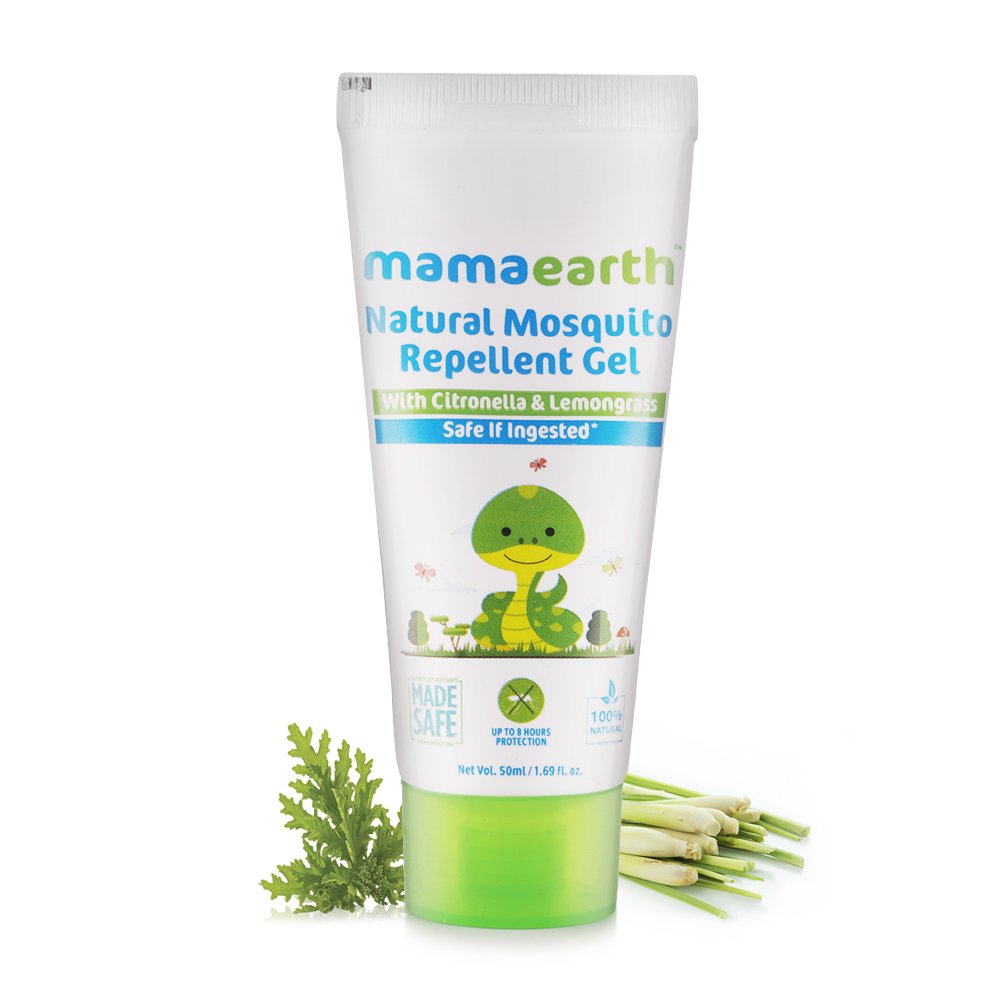 mamaearth™
Natural Mosquito
Repellent Gel
With Citronella & Lemongrass
Safe If Ingested*
MADE
SAFE
UP TO 8 HOURS
PROTECTION
100%
NATURAL
Net Vol. 50ml / 1.69 fl. oz.